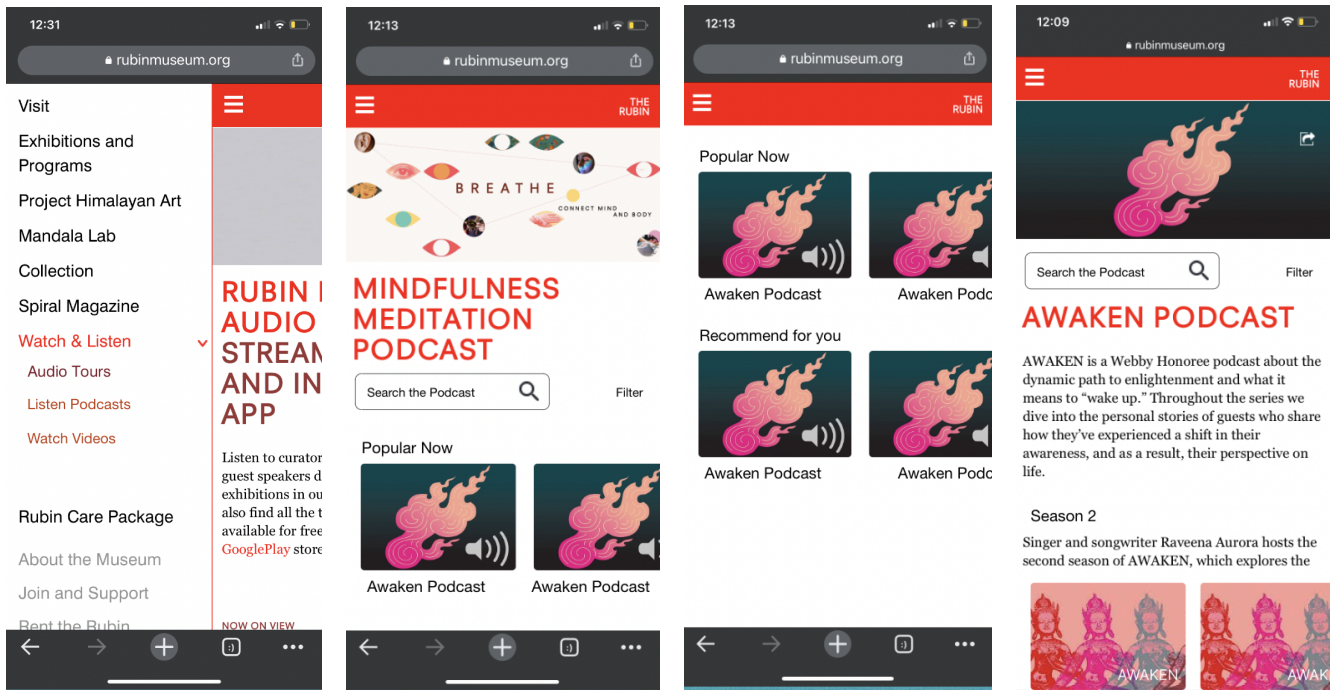 12:31
rubinmuseum.org
Visit
Exhibitions and
Programs
Project Himalayan Art
Mandala Lab
Collection
Spiral Magazine
Watch & Listen
Audio Tours
Listen Podcasts
Watch Videos
Rubin Care Package
About the Museum
Join and Support
Rent the Rubin
RUBIN
AUDIO
STREAM
AND IN
APP
Listen to curator
guest speakers d
exhibitions in ou
also find all the t
available for free
GooglePlay store
NOW ON VIEW
:)
12:13
rubinmuseum.org
THE
RUBIN
BREATHE
CONNECT MIND
AND BODY
MINDFULNESS
MEDITATION
PODCAST
Search the Podcast
Filter
Popular Now
Awaken Podcast
Awaken Podcast
:)
12:13
rubinmuseum.org
THE
RUBIN
Popular Now
Awaken Podcast
Awaken Podc
Recommend for you
Awaken Podcast
Awaken Podc
:)
12:09
rubinmuseum.org
THE
RUBIN
Search the Podcast
Filter
AWAKEN PODCAST
AWAKEN is a Webby Honoree podcast about the
dynamic path to enlightenment and what it
means to “wake up.” Throughout the series we
dive into the personal stories of guests who share
how they’ve experienced a shift in their
awareness, and as a result, their perspective on
life.
Season 2
Singer and songwriter Raveena Aurora hosts the
second season of AWAKEN, which explores the
AWAKEN
AWAK